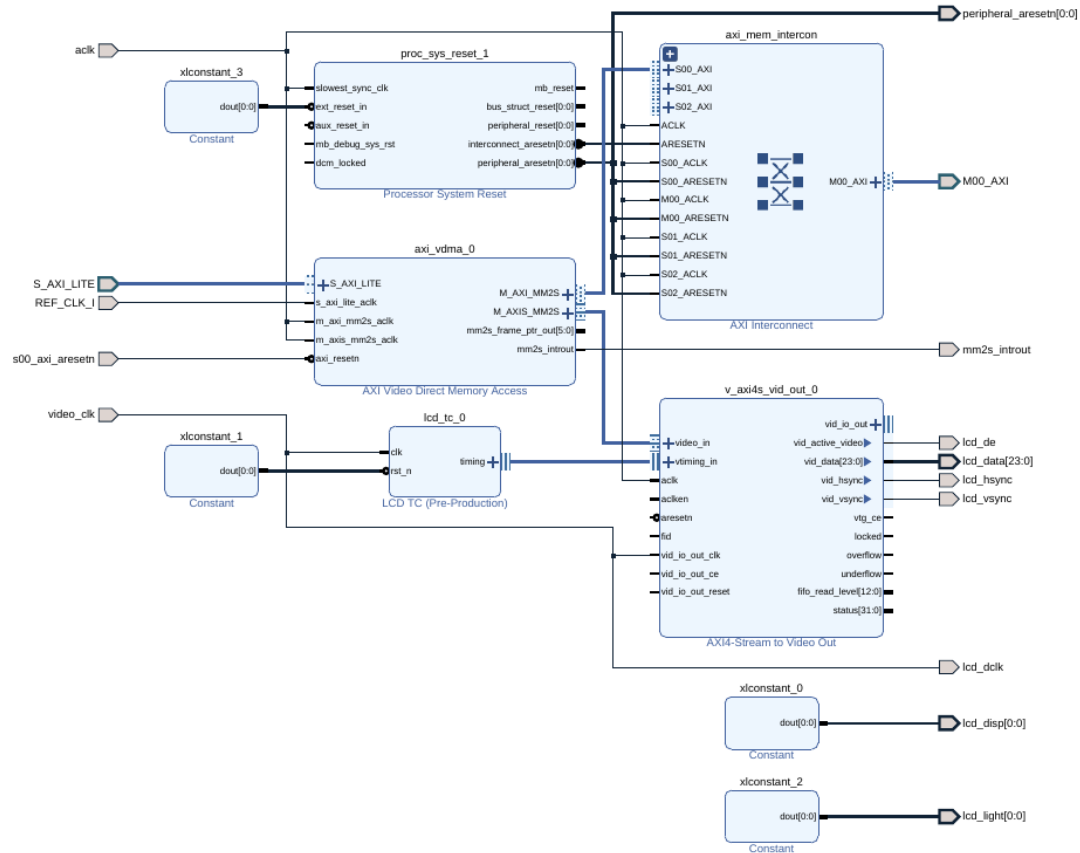 peripheral_aresetn[0:0]
aclk
xlconstant_3
dout[0:0]
Constant
proc_sys_reset_1
slowest_sync_clk
ext_reset_in
aux_reset_in
mb_debug_sys_rst
dcm_locked
mb_reset
bus_struct_reset[0:0]
peripheral_reset[0:0]
interconnect_aresetn[0:0]
peripheral_aresetn[0:0]
Processor System Reset
axi_mem_intercon
S00_AXI
S01_AXI
S02_AXI
ACLK
ARESETN
S00_ACLK
S00_ARESETN
M00_ACLK
M00_ARESETN
S01_ACLK
S01_ARESETN
S02_ACLK
S02_ARESETN
M00_AXI
AXI Interconnect
M00_AXI
S_AXI_LITE
REF_CLK_I
s00_axi_aresetn
axi_vdma_0
S_AXI_LITE
s_axi_lite_aclk
m_axi_mm2s_aclk
m_axis_mm2s_aclk
axi_resetn
M_AXI_MM2S
M_AXIS_MM2S
mm2s_frame_ptr_out[5:0]
mm2s_introut
AXI Video Direct Memory Access
mm2s_introut
video_clk
xlconstant_1
dout[0:0]
Constant
lcd_tc_0
clk
rst_n
timing
LCD TC (Pre-Production)
v_axi4s_vid_out_0
video_in
vtiming_in
aclk
aclken
aresetn
fid
vid_io_out_clk
vid_io_out_ce
vid_io_out_reset
vid_io_out
vid_active_video
vid_data[23:0]
vid_hsync
vid_vsync
vtg_ce
locked
overflow
underflow
fifo_read_level[12:0]
status[31:0]
AXI4-Stream to Video Out
lcd_de
lcd_data[23:0]
lcd_hsync
lcd_vsync
lcd_dclk
xlconstant_0
dout[0:0]
Constant
lcd_disp[0:0]
xlconstant_2
dout[0:0]
Constant
lcd_light[0:0]